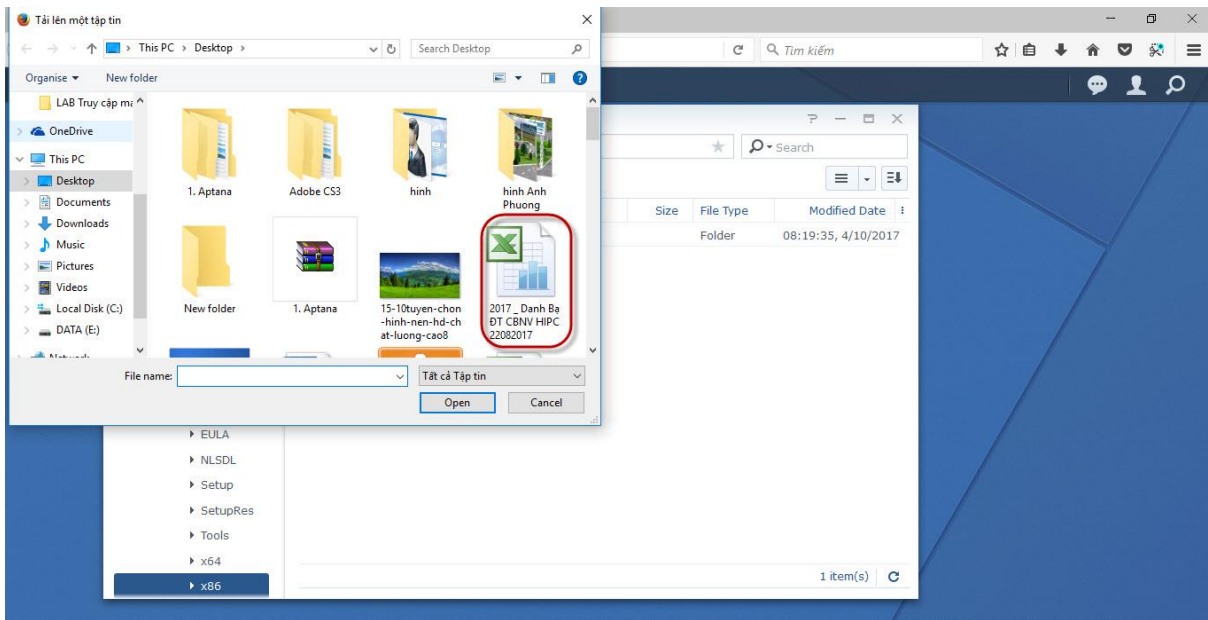 Tải lên một tập tin
This PC > Desktop >
Search Desktop
Tìm kiếm
Organise
New folder
LAB Truy cập mạ
OneDrive
This PC
Desktop
Documents
Downloads
Music
Pictures
Videos
Local Disk (C:)
DATA (E:)
Network
1. Aptana
Adobe CS3
hinh
hinh Anh
Phuong
New folder
1. Aptana
15-10tuyen-chon
-hinh-nen-hd-ch
at-luong-cao8
2017 _ Danh Bạ
ĐT CBNV HIPC
22082017
File name:
Tất cả Tập tin
Open
Cancel
Search
Size
File Type
Modified Date
Folder
08:19:35, 4/10/2017
EULA
NLSDL
Setup
SetupRes
Tools
x64
x86
1 item(s)